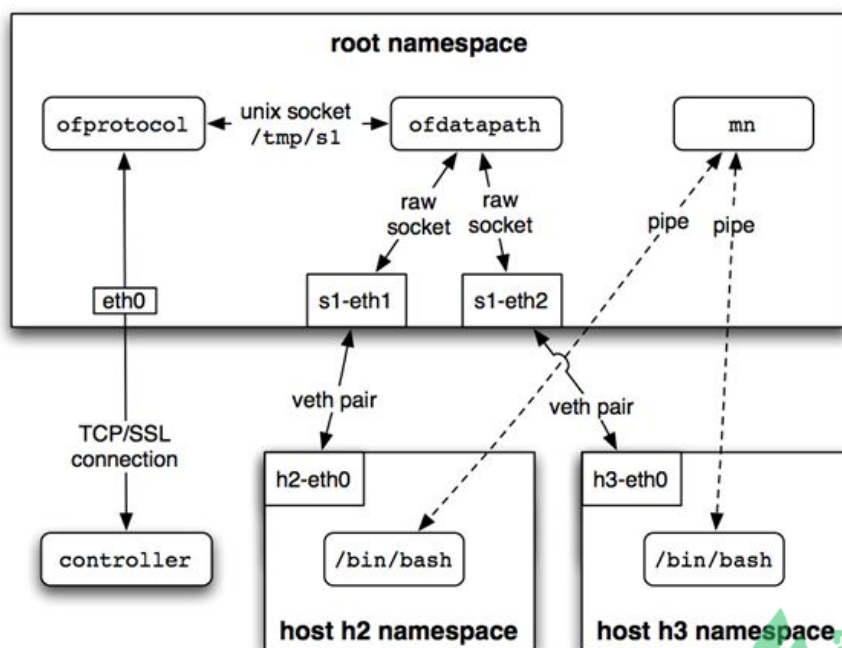 root namespace
ofprotocol
unix socket
/tmp/s1
ofdatapath
mn
raw
socket
raw
socket
pipe
pipe
eth0
s1-eth1
s1-eth2
veth pair
veth pair
TCP/SSL
connection
h2-eth0
h3-eth0
controller
/bin/bash
/bin/bash
host h2 namespace
host h3 namespace